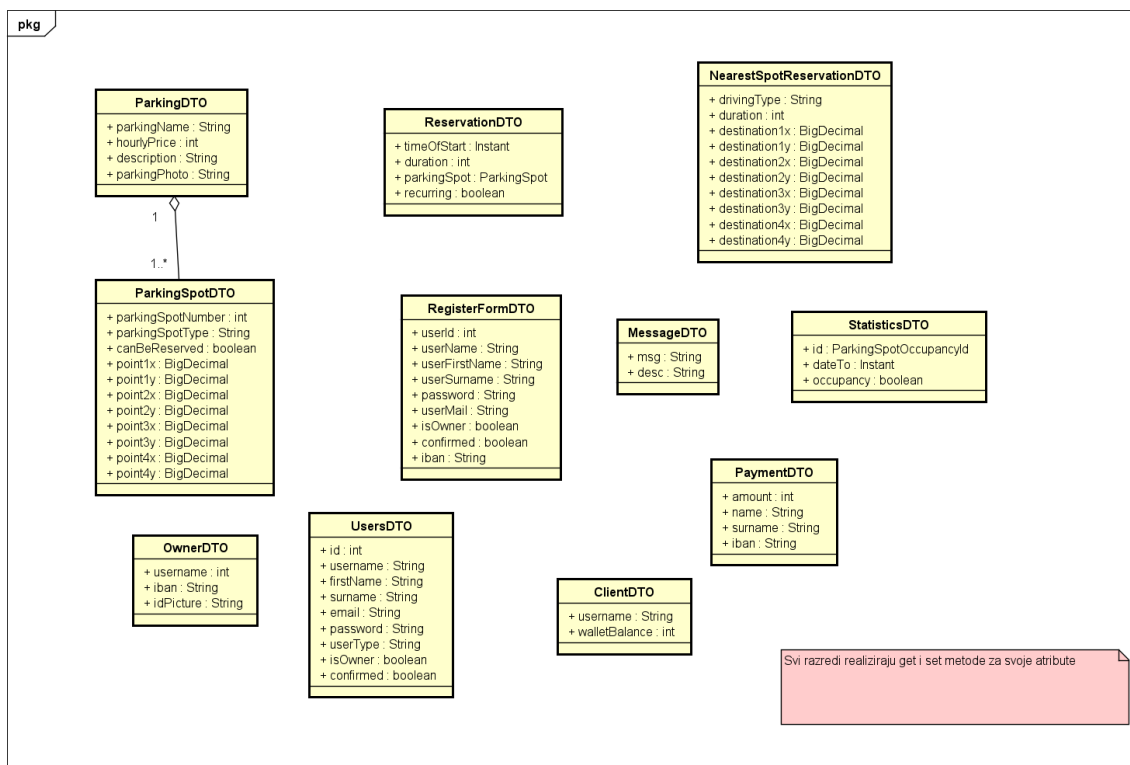 pkg
ParkingDTO
+ parkingName : String
+ hourlyPrice : int
+ description : String
+ parkingPhoto : String
1
1..*
ParkingSpotDTO
+ parkingSpotNumber : int
+ parkingSpotType : String
+ canBeReserved : boolean
+ point1x : BigDecimal
+ point1y : BigDecimal
+ point2x : BigDecimal
+ point2y : BigDecimal
+ point3x : BigDecimal
+ point3y : BigDecimal
+ point4x : BigDecimal
+ point4y : BigDecimal
ReservationDTO
+ timeOfStart : Instant
+ duration : int
+ parkingSpot : ParkingSpot
+ recurring : boolean
NearestSpotReservationDTO
+ drivingType : String
+ duration : int
+ destination1x : BigDecimal
+ destination1y : BigDecimal
+ destination2x : BigDecimal
+ destination2y : BigDecimal
+ destination3x : BigDecimal
+ destination3y : BigDecimal
+ destination4x : BigDecimal
+ destination4y : BigDecimal
RegisterFormDTO
+ userId : int
+ userName : String
+ userFirstName : String
+ userSurname : String
+ password : String
+ userMail : String
+ isOwner : boolean
+ confirmed : boolean
+ iban : String
MessageDTO
+ msg : String
+ desc : String
StatisticsDTO
+ id : ParkingSpotOccupancyId
+ dateTo : Instant
+ occupancy : boolean
PaymentDTO
+ amount : int
+ name : String
+ surname : String
+ iban : String
OwnerDTO
+ username : int
+ iban : String
+ idPicture : String
UsersDTO
+ id : int
+ username : String
+ firstName : String
+ surname : String
+ email : String
+ password : String
+ userType : String
+ isOwner : boolean
+ confirmed : boolean
ClientDTO
+ username : String
+ walletBalance : int
Svi razredi realiziraju get i set metode za svoje atribute